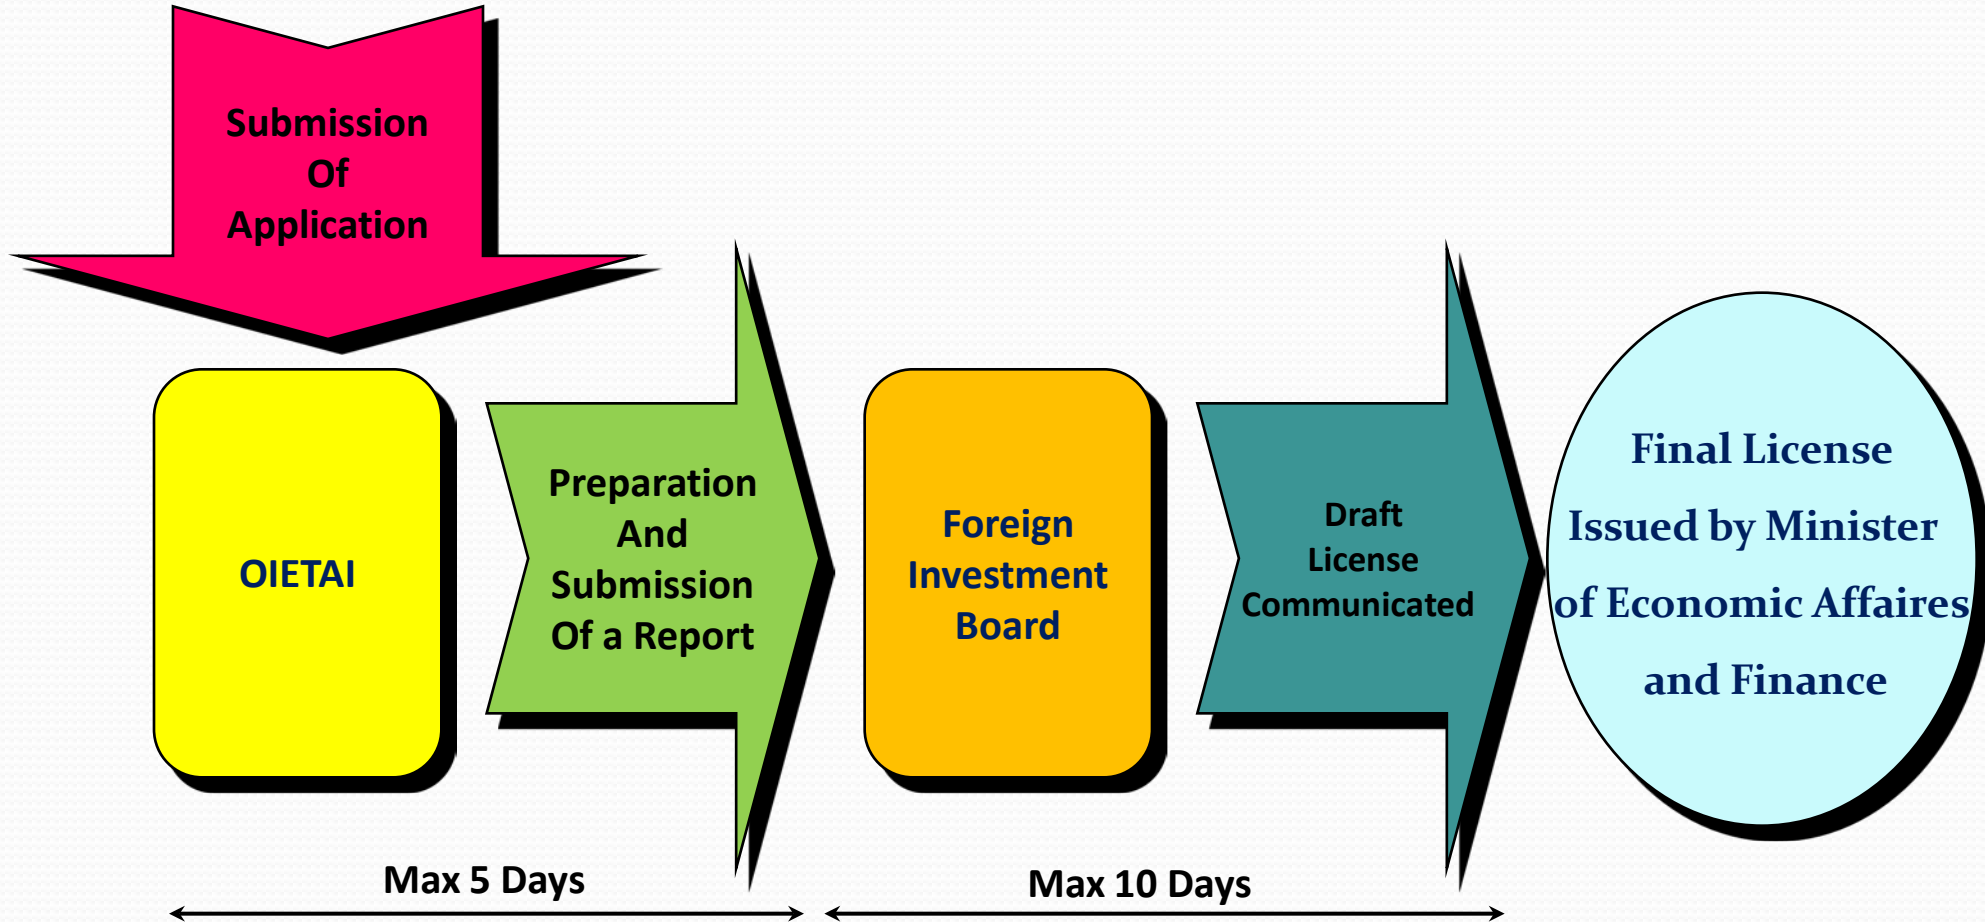 Submission
Of
Application
OIETAI
Preparation
And
Submission
Of a Report
Foreign
Investment
Board
Draft
License
Communicated
Final License
Issued by Minister
of Economic Affaires
and Finance
Max 5 Days
Max 10 Days